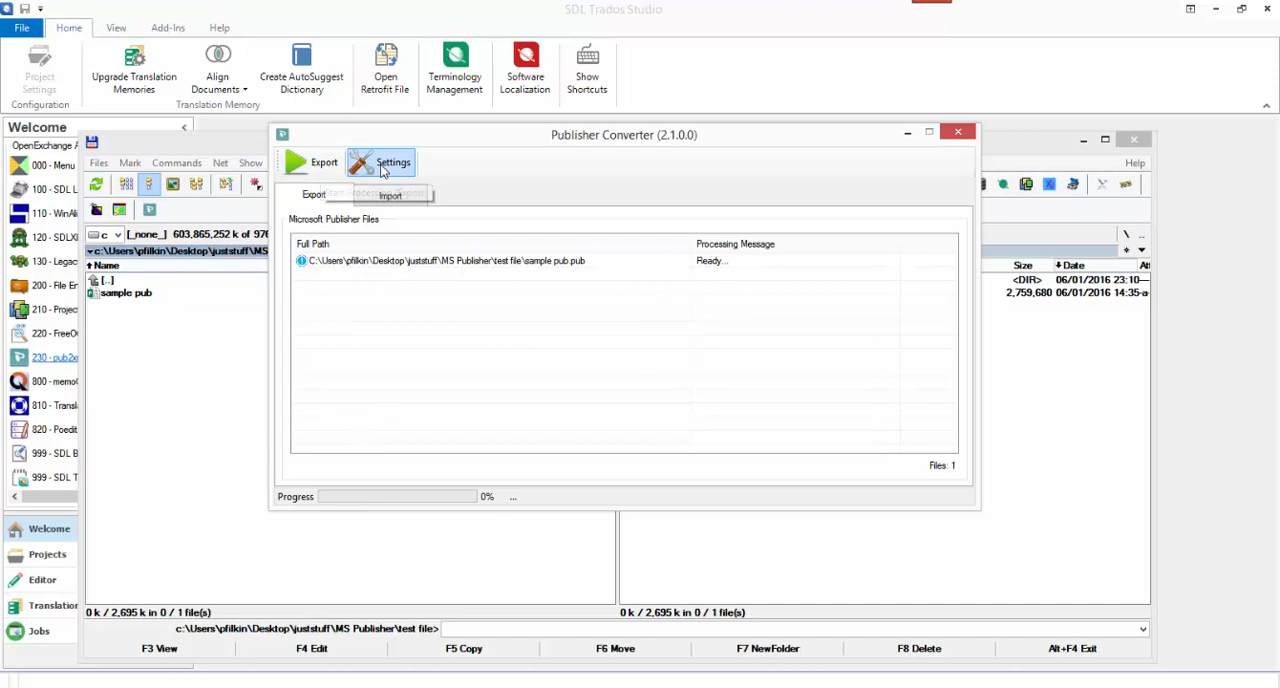 SDL Trados Studio
File Home View Add-Ins Help
Project Settings
Upgrade Translation Memories
Align Documents
Create AutoSuggest Dictionary
Open Retrofit File
Terminology Management
Software Localization
Show Shortcuts
Configuration
Translation Memory
Welcome
OpenExchange A
000 - Menu
100 - SDL L
110 - WinAli
120 - SDLXl
130 - Legac
200 - File En
210 - Project
220 - FreeO
230 - pub2x
800 - memo
810 - Transl
820 - Poedit
999 - SDL B
999 - SDL T
Welcome
Projects
Editor
Translation
Jobs
Files Mark Commands Net Show
Help
c [_none_] 603,865,252 k of 976
c:\Users\pfilkin\Desktop\juststuff\MS
Name
[..]
sample pub
Publisher Converter (2.1.0.0)
Export Settings
Export Import
Microsoft Publisher Files
Full Path Processing Message
C:\Users\pfilkin\Desktop\juststuff\MS Publisher\test file\sample pub.pub Ready...
Files: 1
Progress 0% ...
\ ..
* 
Size Date At
<DIR> 06/01/2016 23:10—
2,759,680 06/01/2016 14:35-a
0 k / 2,695 k in 0 / 1 file(s)
0 k / 2,695 k in 0 / 1 file(s)
c:\Users\pfilkin\Desktop\juststuff\MS Publisher\test file>
F3 View F4 Edit F5 Copy F6 Move F7 NewFolder F8 Delete Alt+F4 Exit